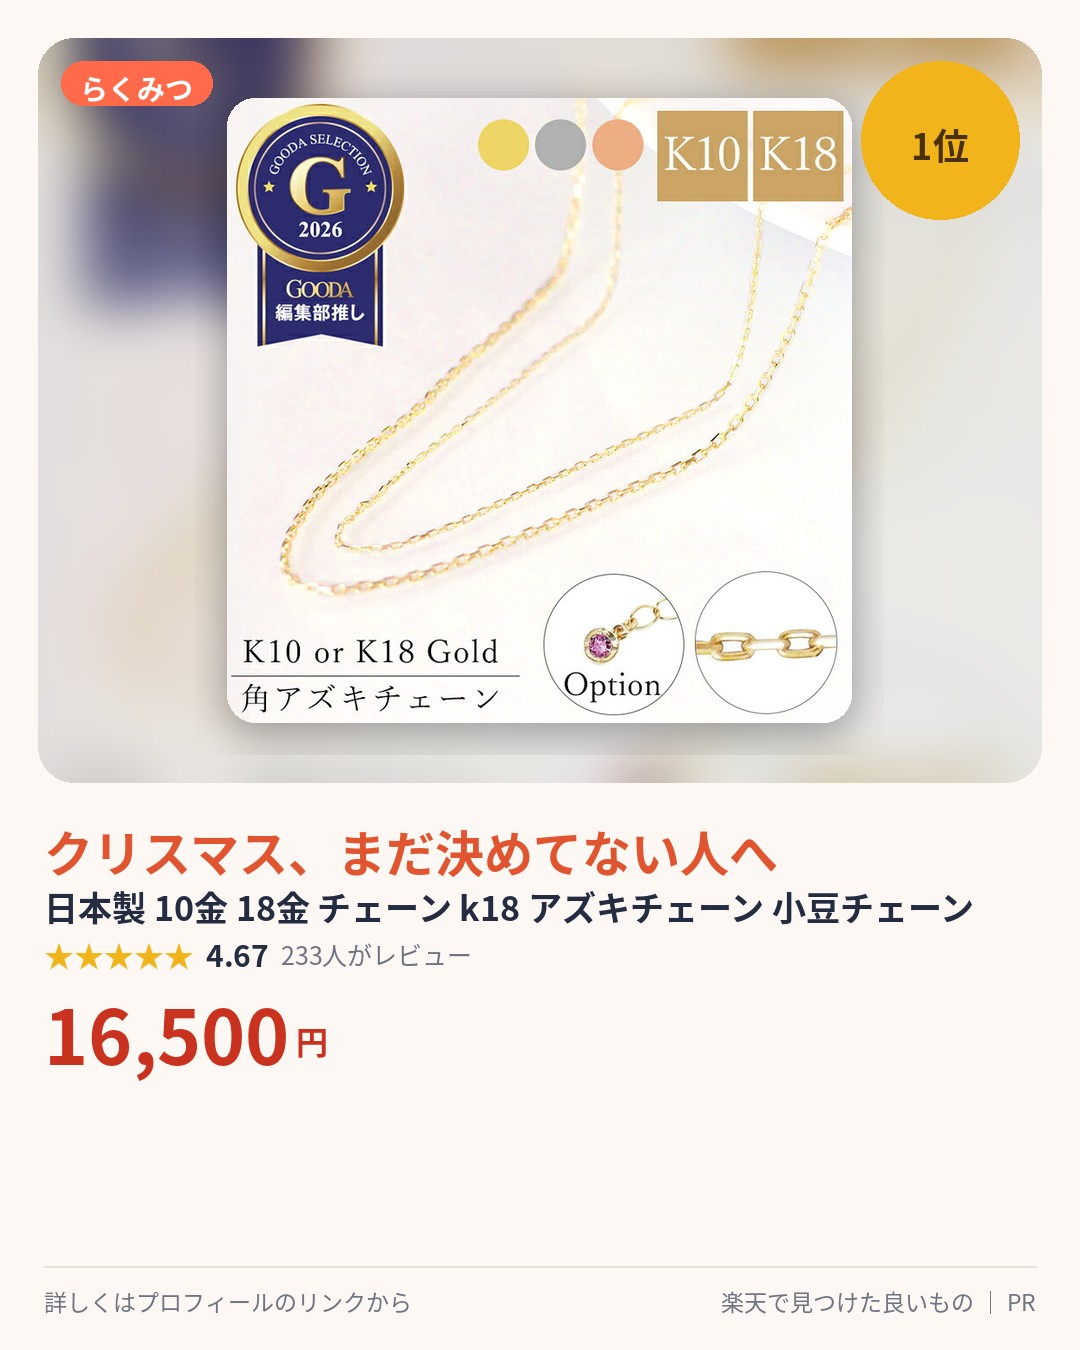 らくみつ
1位
GOODA SELECTION
G
2026
GOODA
編集部推し
K10 K18
K10 or K18 Gold
角アズキチェーン
Option
クリスマス、まだ決めてない人へ
日本製 10金 18金 チェーン k18 アズキチェーン 小豆チェーン
★★★★★ 4.67 233人がレビュー
16,500円
詳しくはプロフィールのリンクから
楽天で見つけた良いもの | PR